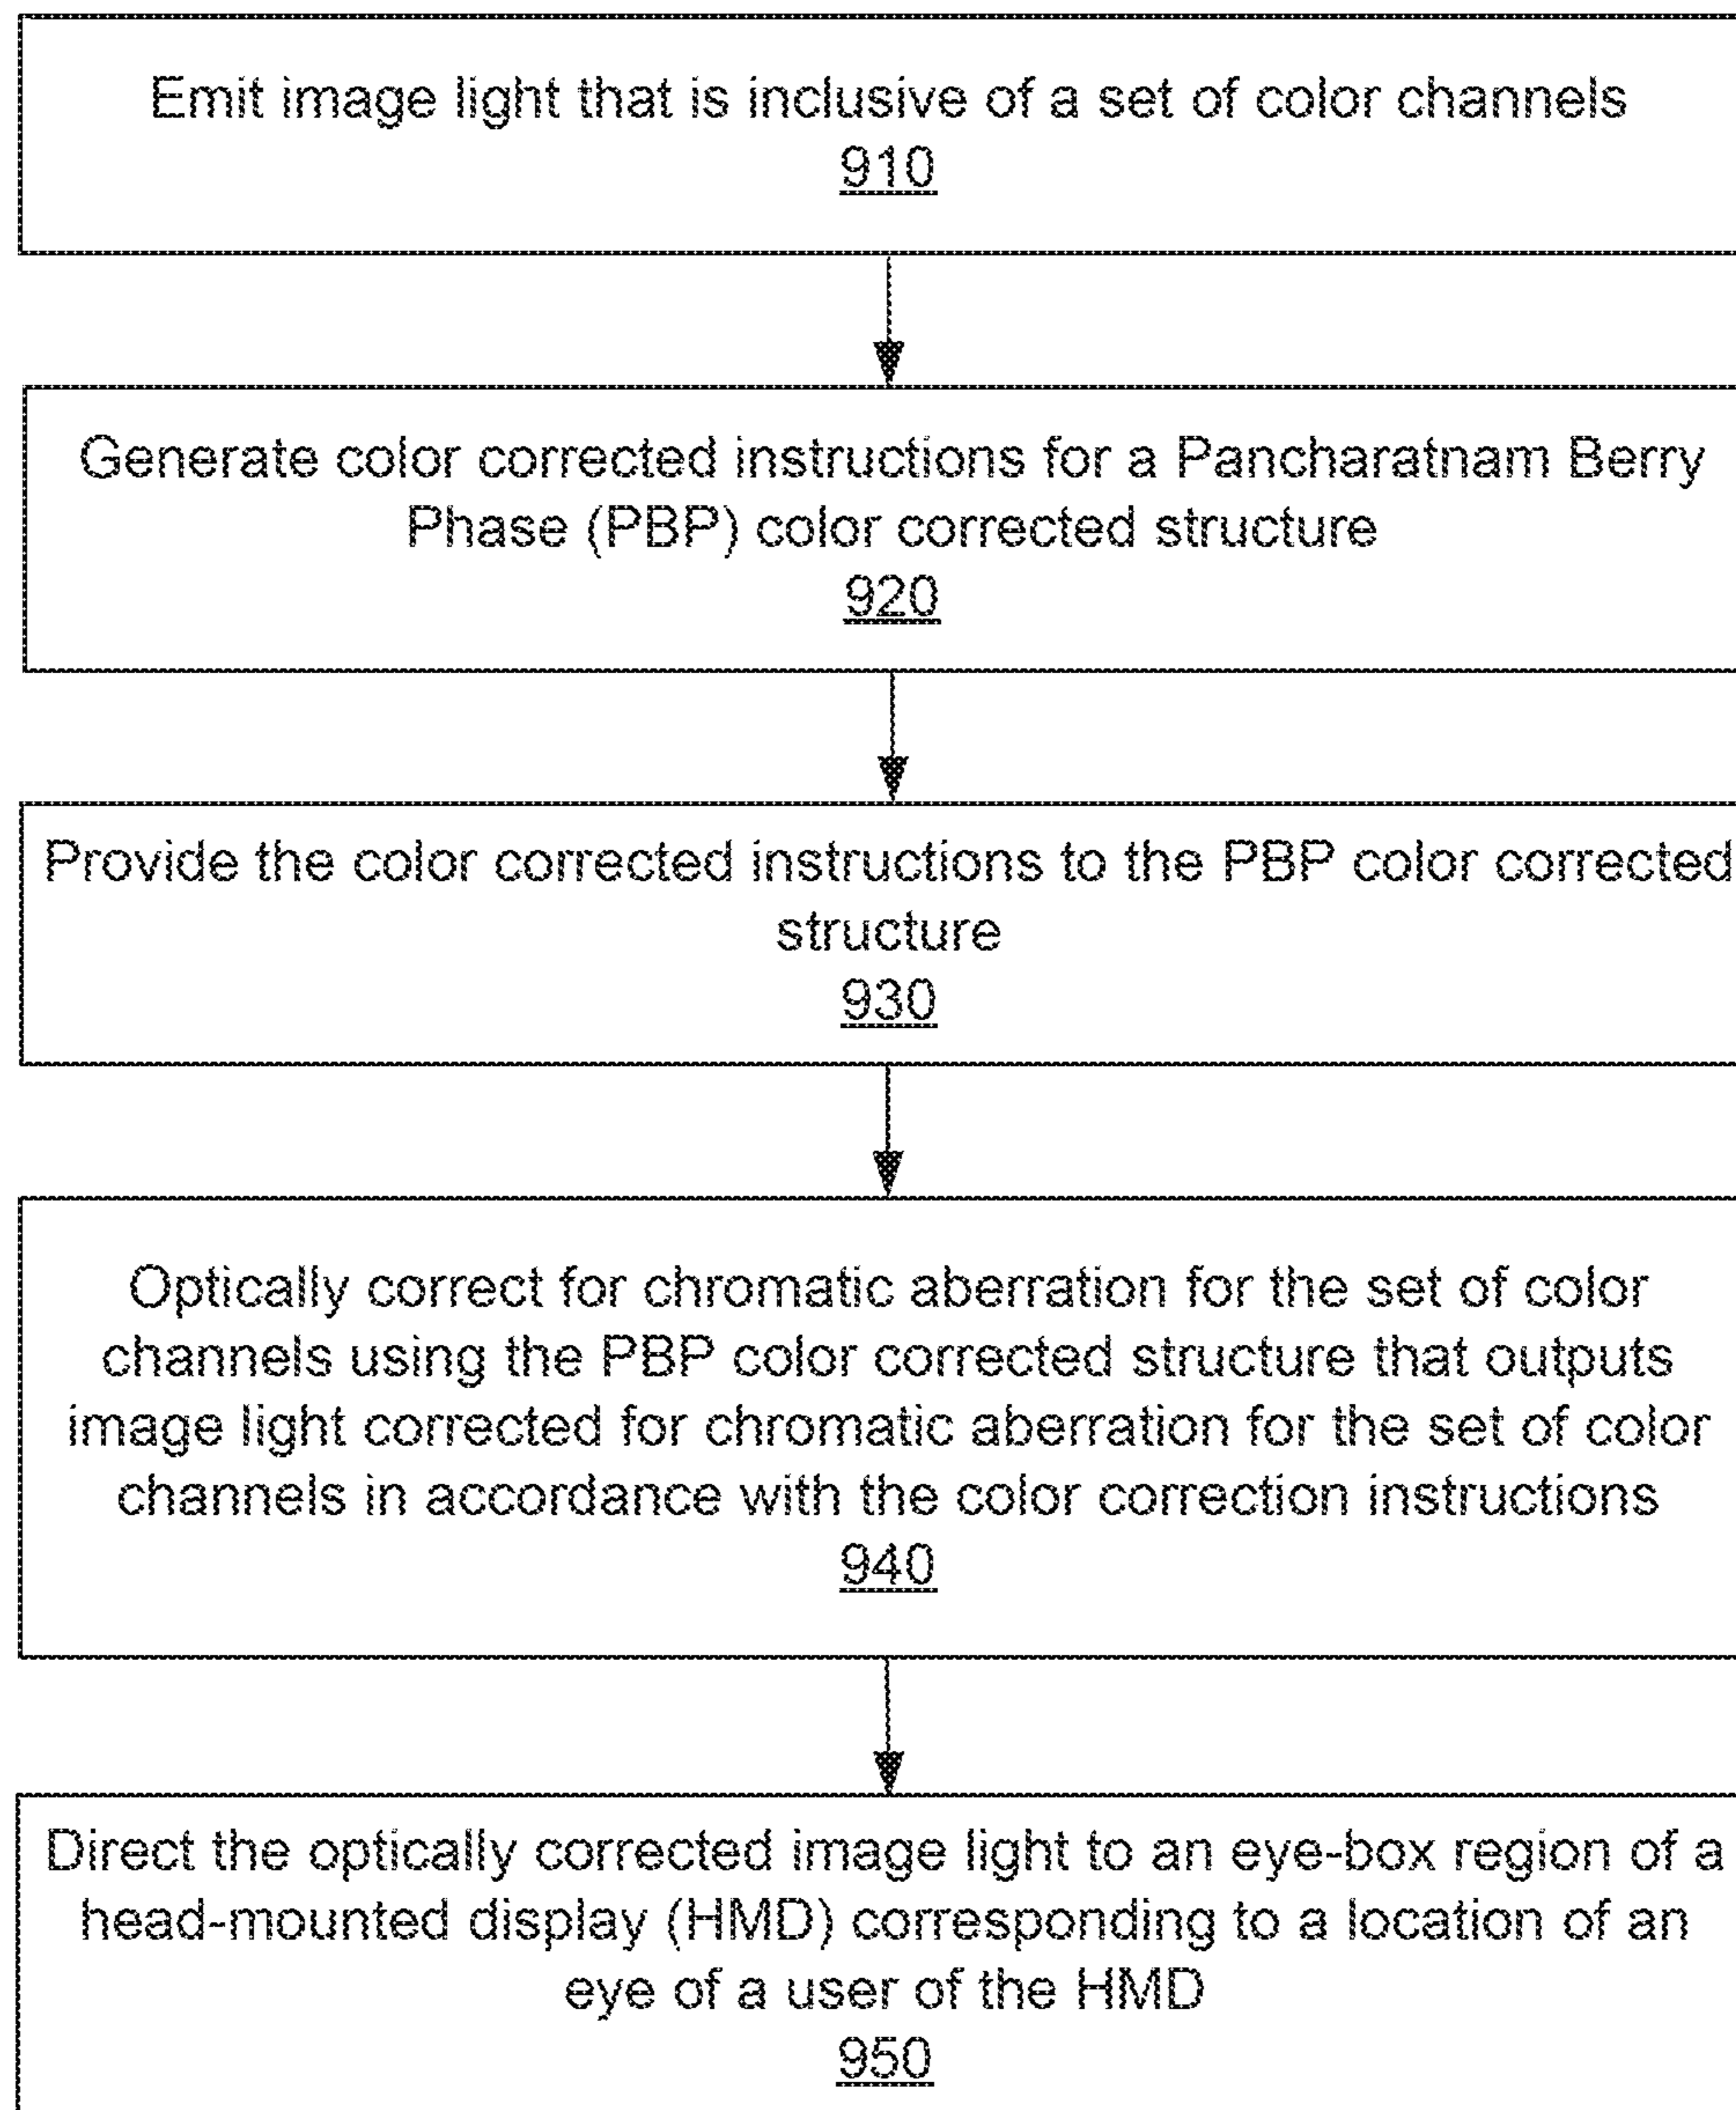 Emit image light that is inclusive of a set of color channels
910
Generate color corrected instructions for a Pancharatnam Berry
Phase (PBP) color corrected structure
920
Provide the color corrected instructions to the PBP color corrected
structure
930
Optically correct for chromatic aberration for the set of color
channels using the PBP color corrected structure that outputs
image light corrected for chromatic aberration for the set of color
channels in accordance with the color correction instructions
940
Direct the optically corrected image light to an eye-box region of a
head-mounted display (HMD) corresponding to a location of an
eye of a user of the HMD
950